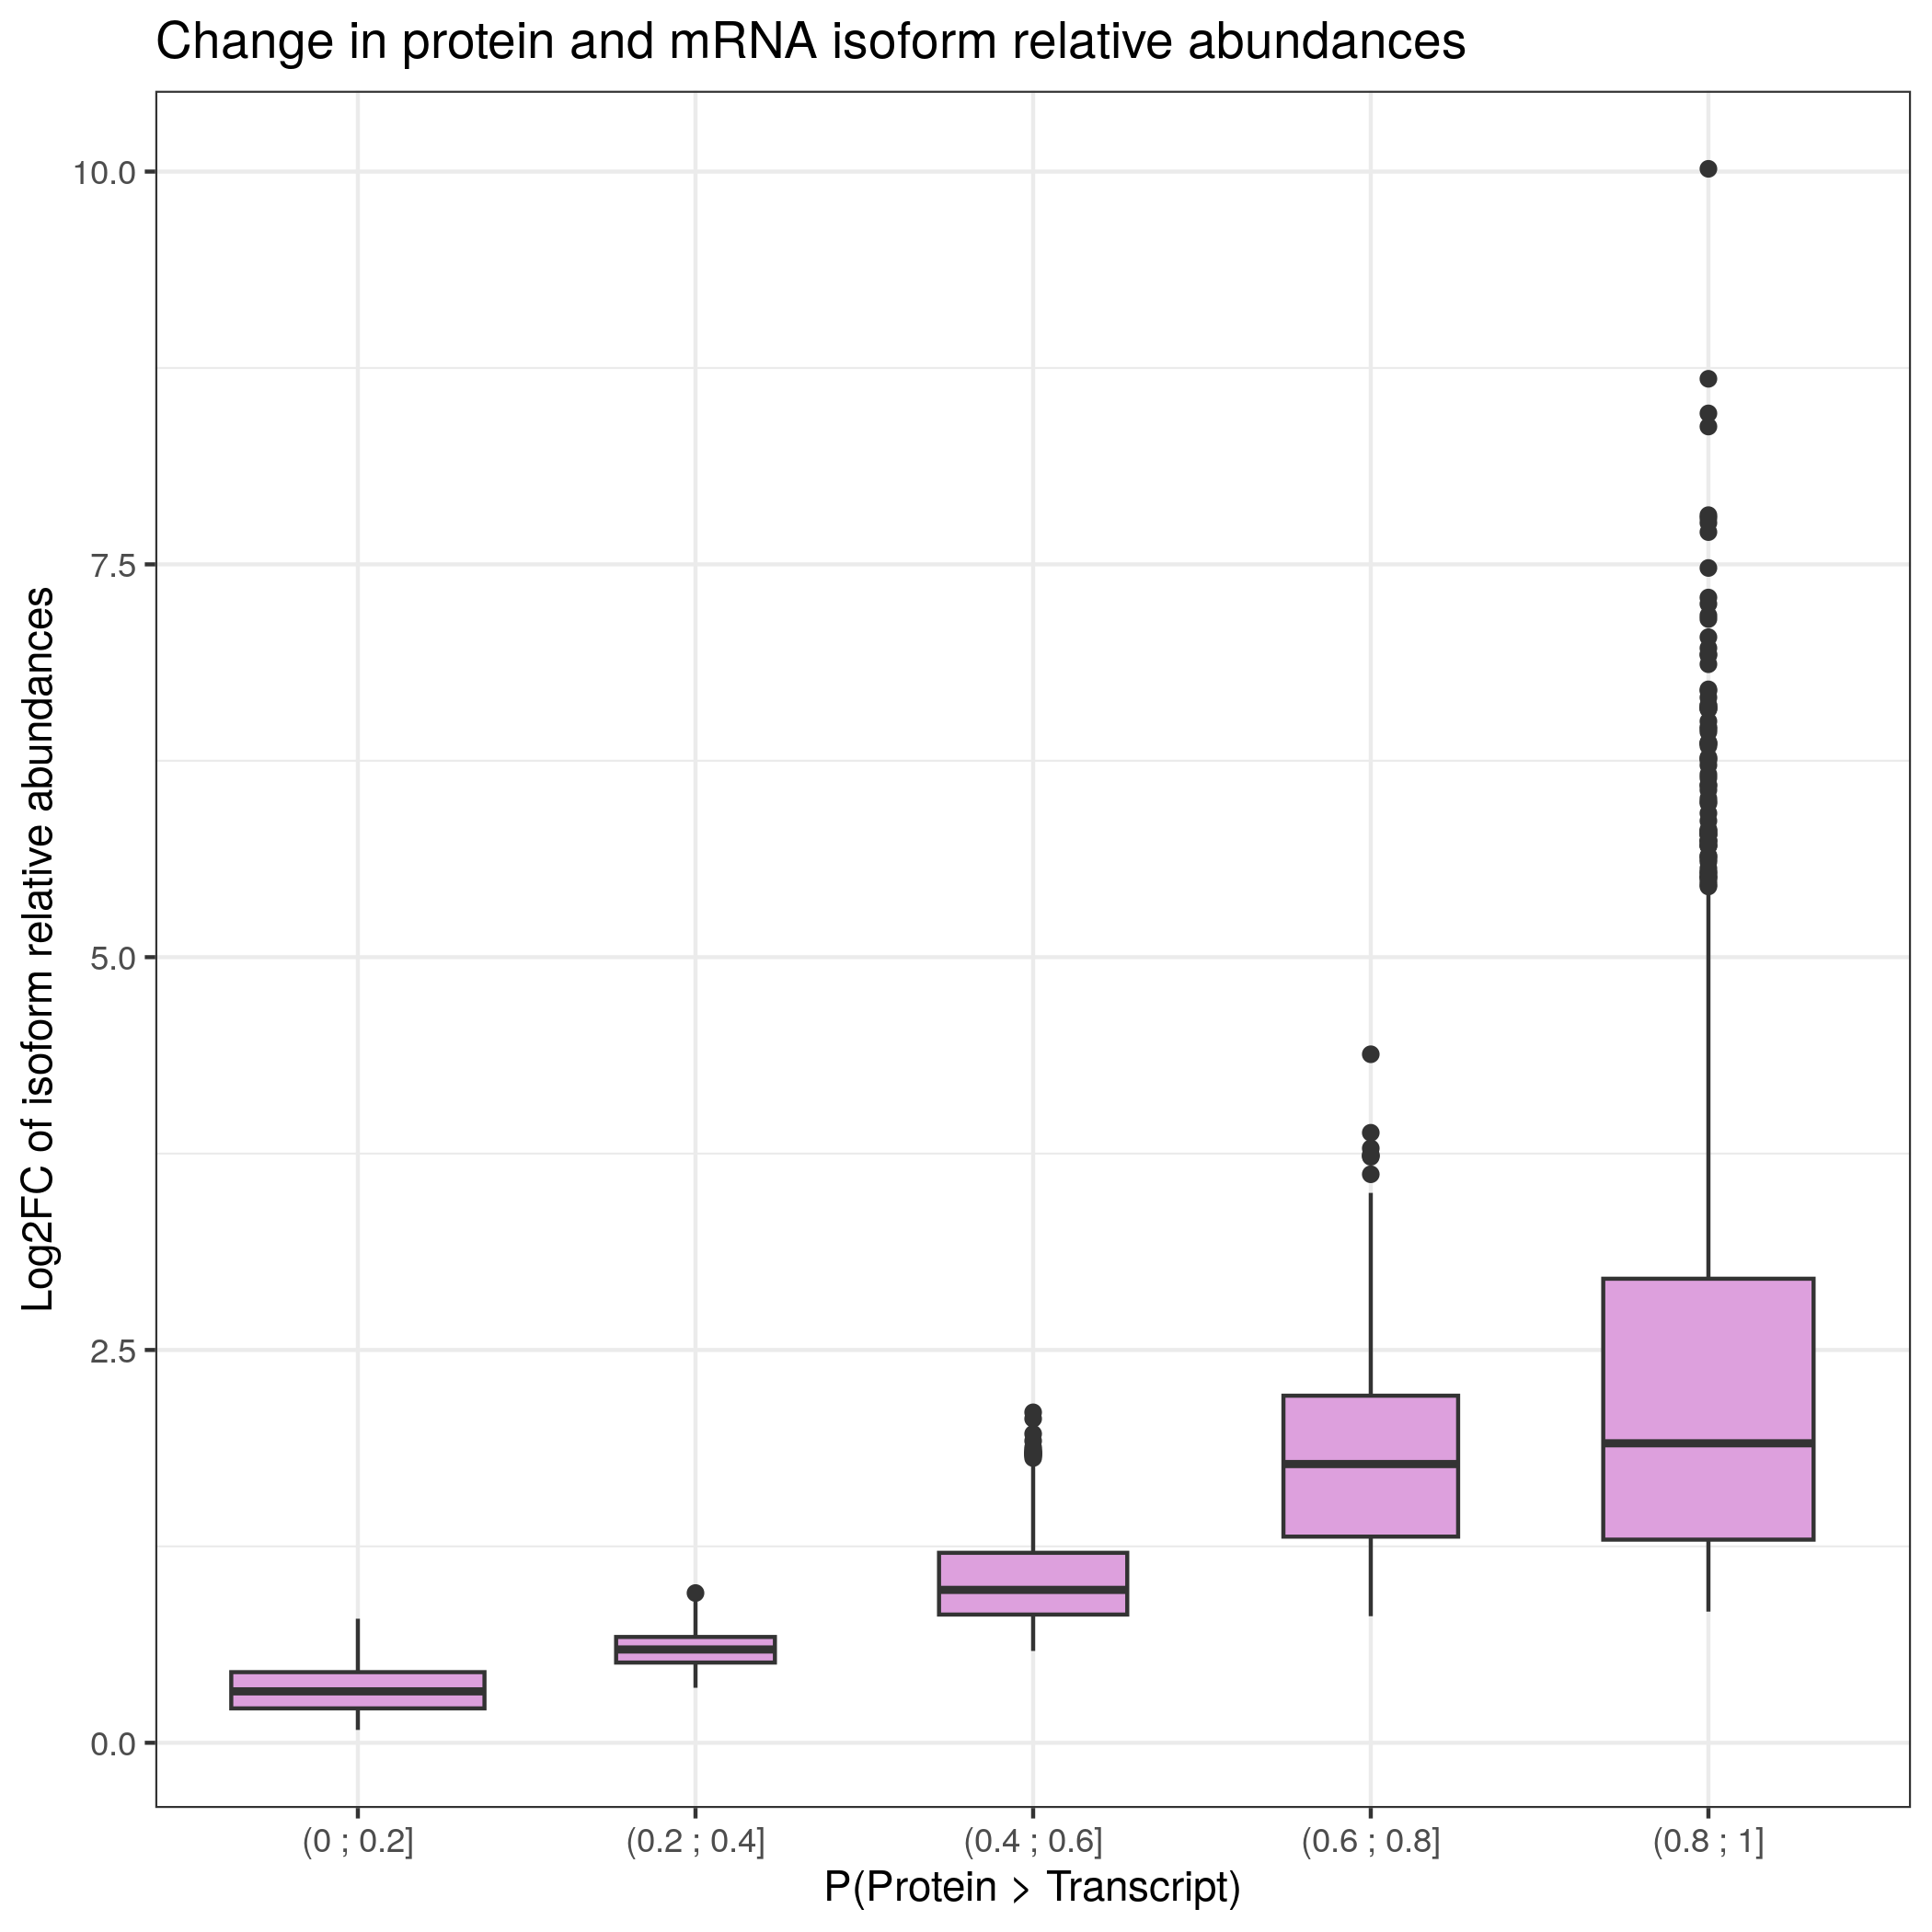 Change in protein and mRNA isoform relative abundances
Log2FC of isoform relative abundances
10.0
7.5
5.0
2.5
0.0
(0 ; 0.2]
(0.2 ; 0.4]
(0.4 ; 0.6]
(0.6 ; 0.8]
(0.8 ; 1]
P(Protein > Transcript)